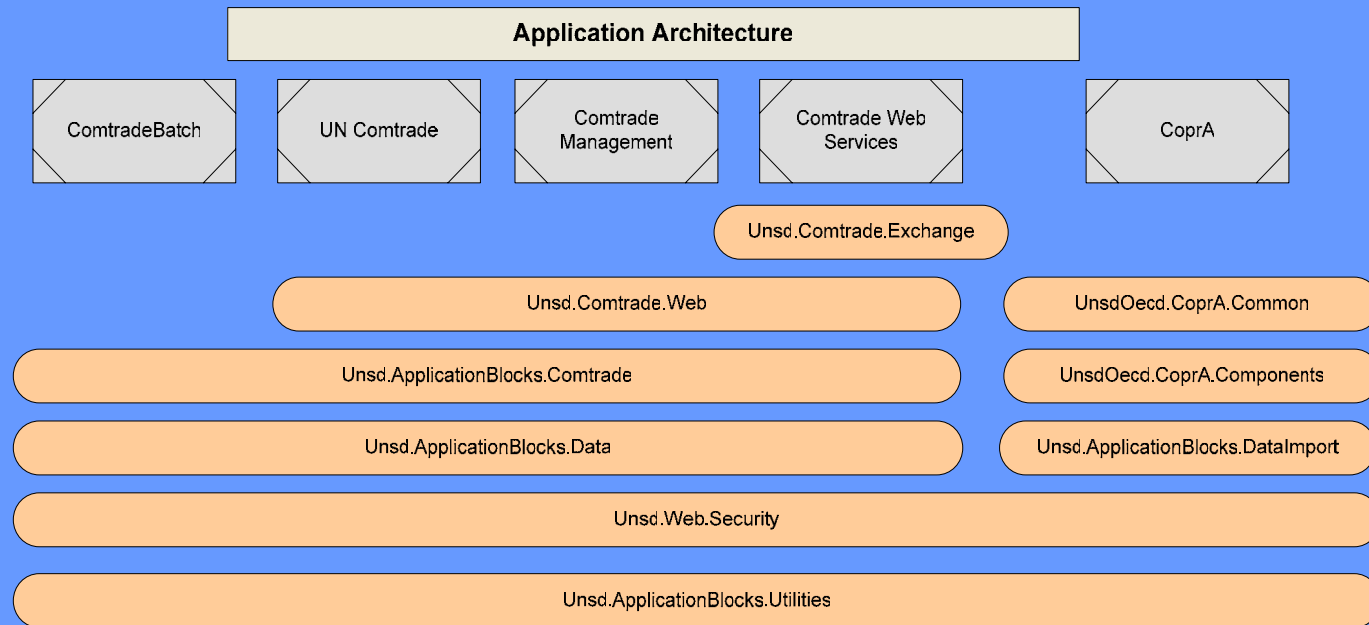 Application Architecture
ComtradeBatch
UN Comtrade
Comtrade
Management
Comtrade Web
Services
CoprA
Unsd.Comtrade.Exchange
Unsd.Comtrade.Web
UnsdOecd.CoprA.Common
Unsd.ApplicationBlocks.Comtrade
UnsdOecd.CoprA.Components
Unsd.ApplicationBlocks.Data
Unsd.ApplicationBlocks.DataImport
Unsd.Web.Security
Unsd.ApplicationBlocks.Utilities